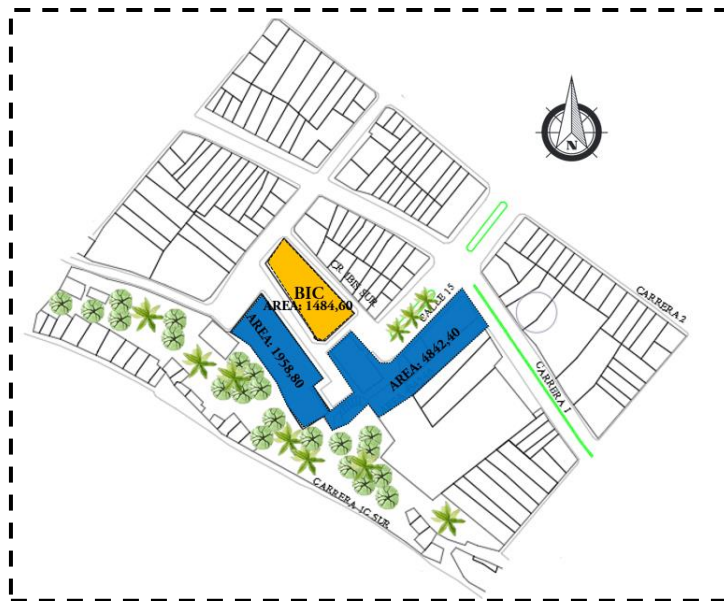 N
CARRERA 2
CR. 1BIS SUR
BIC
AREA: 1484,60
CALLE 15
AREA: 1958,80
AREA: 4842,40
CARRERA 1
CARRERA 1C SUR